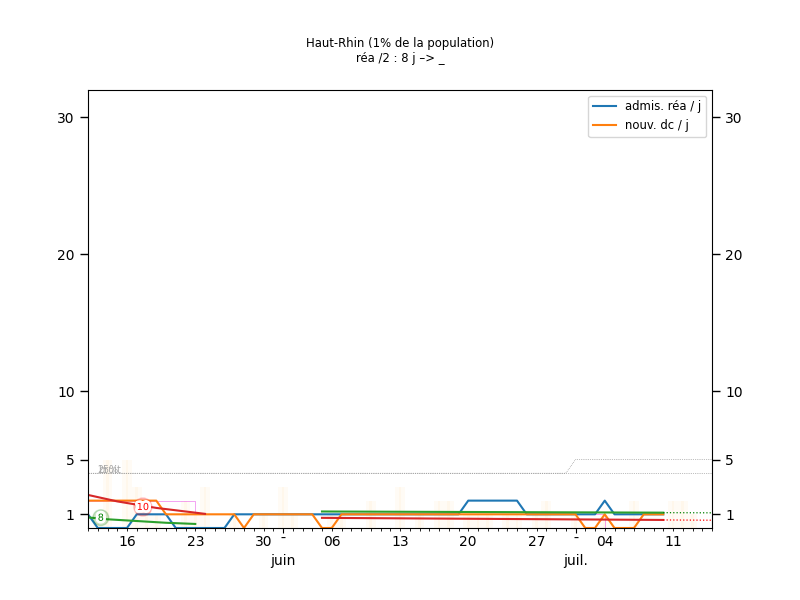 Haut-Rhin (1% de la population)
réa /2 : 8 j –> _
admis. réa / j
nouv. dc / j
30 30
20 20
10 10
5 5
1 1
10
8
16 23 30 - 06 13 20 27 - 04 11
juin juil.